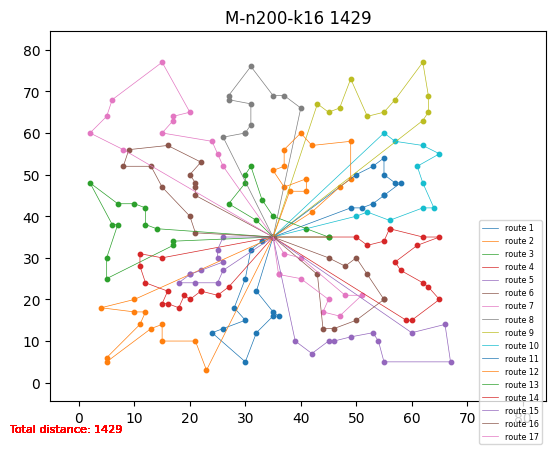 M-n200-k16 1429
80
70
60
50
40
30
20
10
0
0
10
20
30
40
50
60
70
80
route 1
route 2
route 3
route 4
route 5
route 6
route 7
route 8
route 9
route 10
route 11
route 12
route 13
route 14
route 15
route 16
route 17
Total distance: 1429